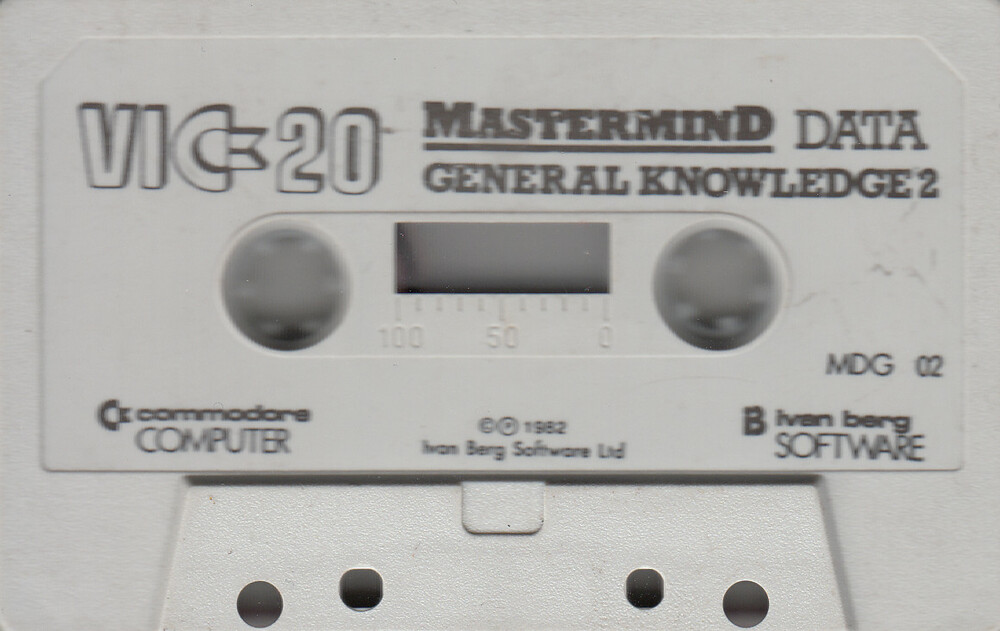 VIC-20
MASTERMIND DATA
GENERAL KNOWLEDGE 2
100 50 0
MDG 02
commodore
COMPUTER
©℗ 1982
Ivan Berg Software Ltd
B ivan berg
SOFTWARE